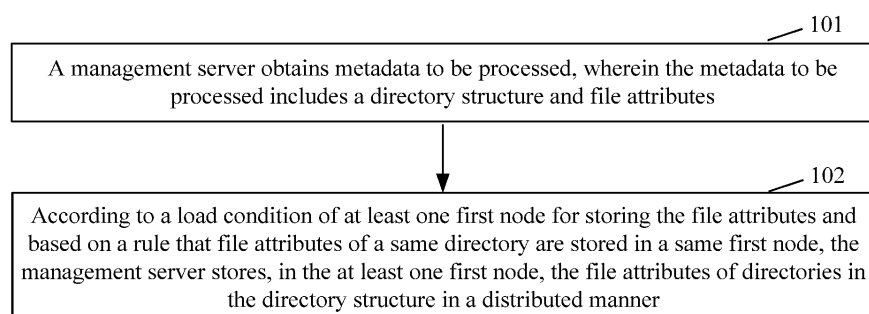 101
A management server obtains metadata to be processed, wherein the metadata to be
processed includes a directory structure and file attributes
102
According to a load condition of at least one first node for storing the file attributes and
based on a rule that file attributes of a same directory are stored in a same first node, the
management server stores, in the at least one first node, the file attributes of directories in
the directory structure in a distributed manner